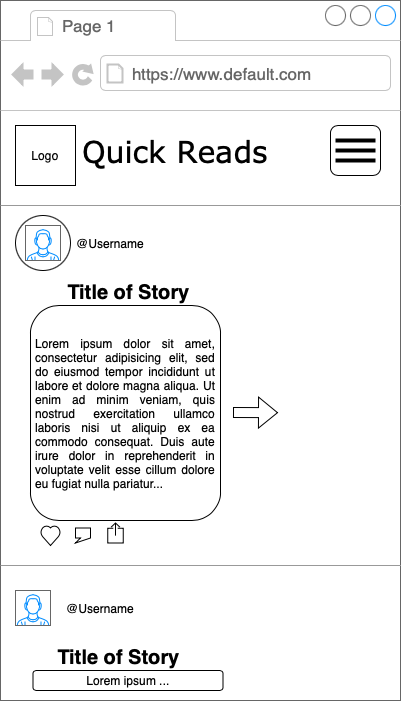 Page 1
https://www.default.com
Logo
Quick Reads
@Username
Title of Story
Lorem ipsum dolor sit amet,
consectetur adipisicing elit, sed
do eiusmod tempor incididunt ut
labore et dolore magna aliqua. Ut
enim ad minim veniam, quis
nostrud exercitation ullamco
laboris nisi ut aliquip ex ea
commodo consequat. Duis aute
irure dolor in reprehenderit in
voluptate velit esse cillum dolore
eu fugiat nulla pariatur...
@Username
Title of Story
Lorem ipsum ...